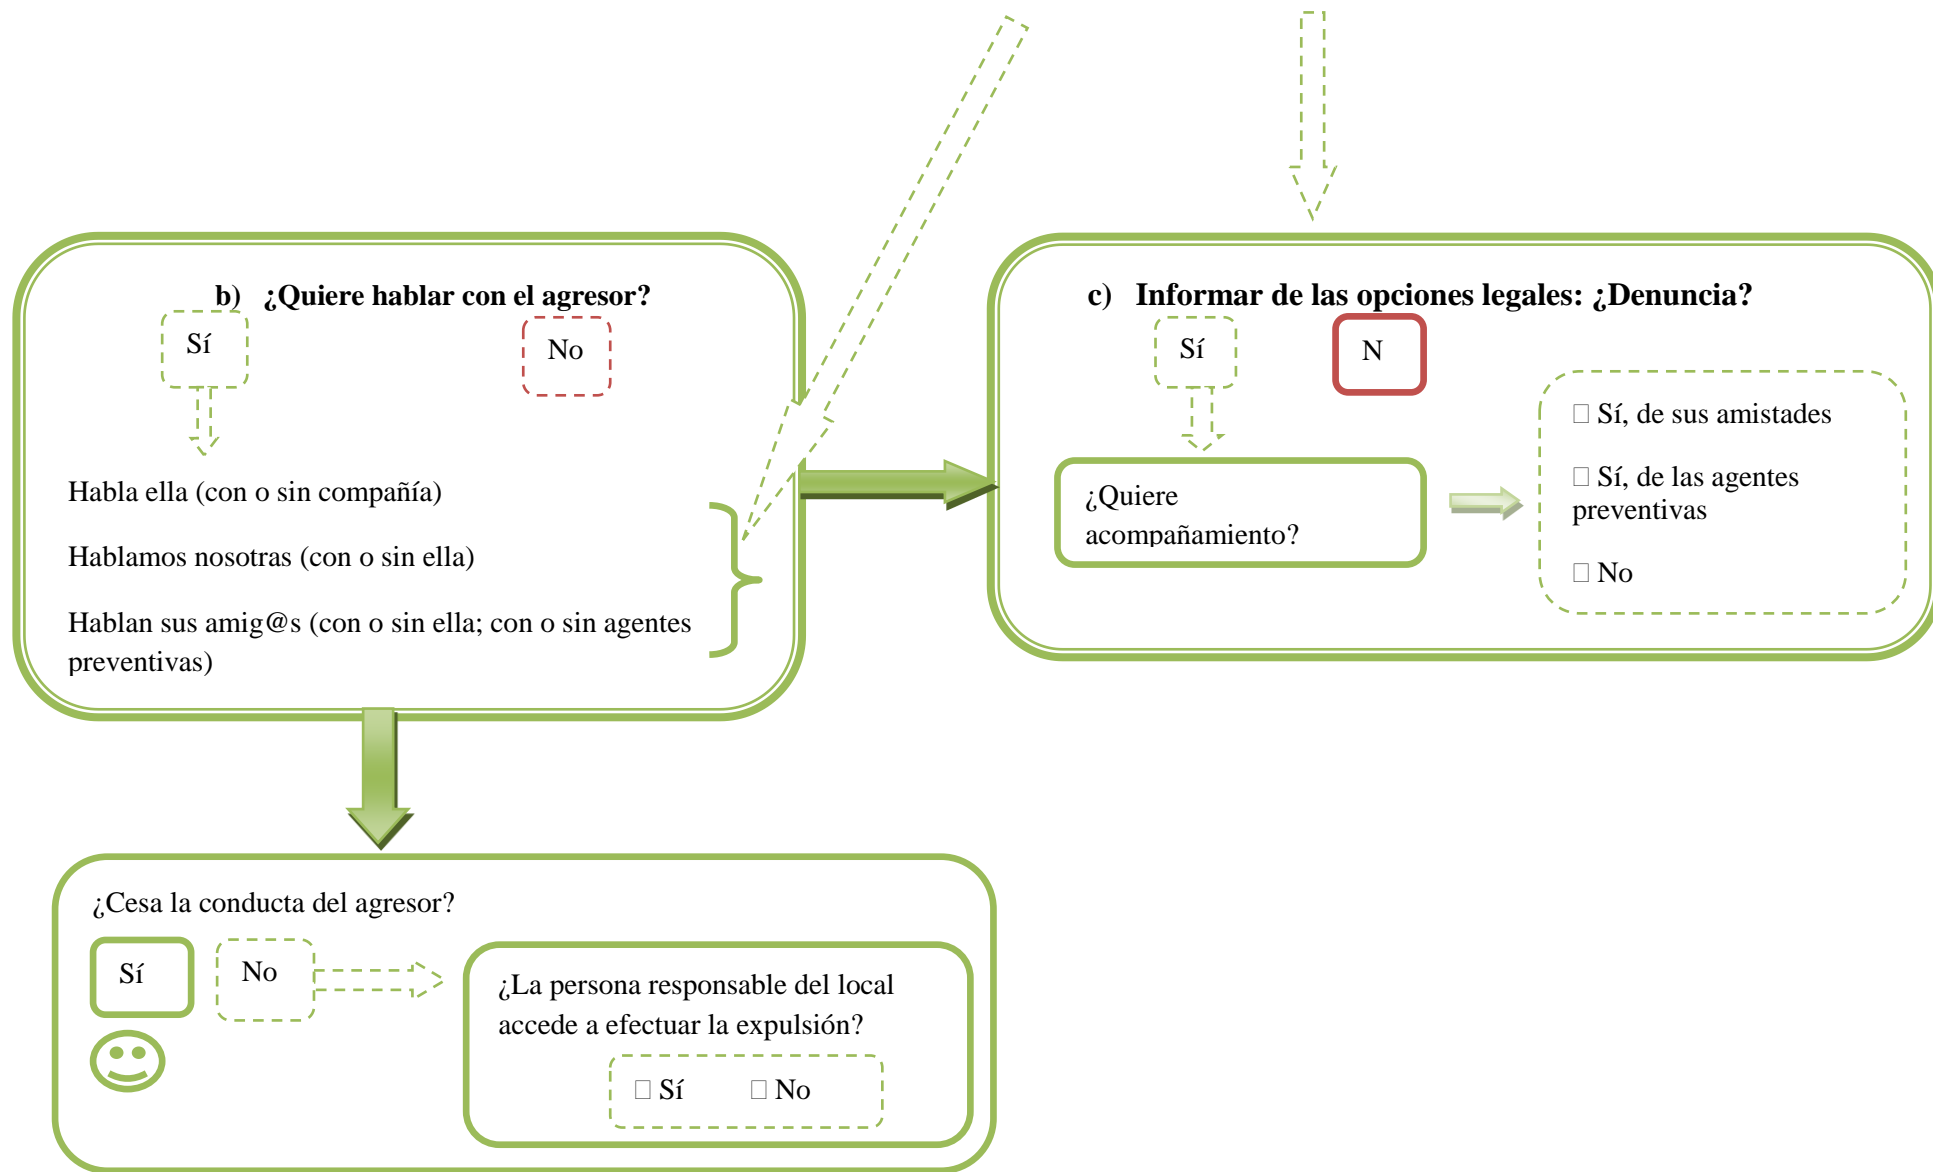 b) ¿Quiere hablar con el agresor?
Sí
No
Habla ella (con o sin compañía)
Hablamos nosotras (con o sin ella)
Hablan sus amig@s (con o sin ella; con o sin agentes
preventivas)
c) Informar de las opciones legales: ¿Denuncia?
Sí
N
¿Quiere
acompañamiento?
□ Sí, de sus amistades
□ Sí, de las agentes
preventivas
□ No
¿Cesa la conducta del agresor?
Sí
No
¿La persona responsable del local
accede a efectuar la expulsión?
□ Sí □ No